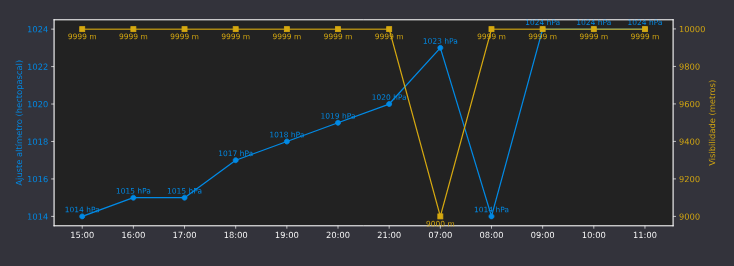 1024
1022
1020
1018
1016
1014
Ajuste altímetro (hectopascal)
10000
9800
9600
9400
9200
9000
Visibilidade (metros)
1014 hPa
1015 hPa
1015 hPa
1017 hPa
1018 hPa
1019 hPa
1020 hPa
1023 hPa
1014 hPa
1024 hPa
1024 hPa
1024 hPa
9999 m
9999 m
9999 m
9999 m
9999 m
9999 m
9999 m
9000 m
9999 m
9999 m
9999 m
9999 m
15:00 16:00 17:00 18:00 19:00 20:00 21:00 07:00 08:00 09:00 10:00 11:00